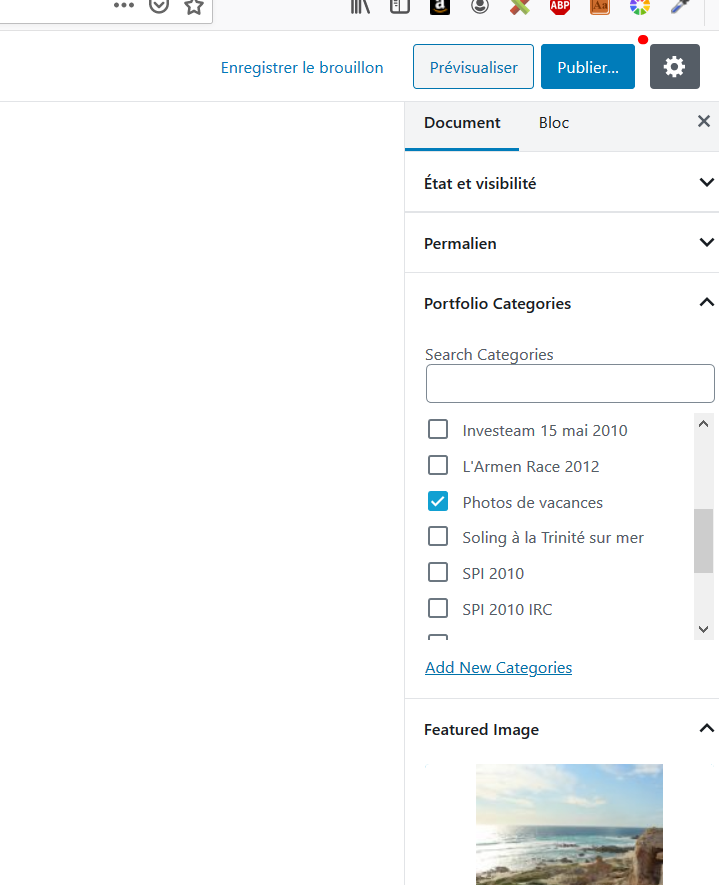 a
ABP
Aa
Enregistrer le brouillon
Prévisualiser
Publier...
Document
Bloc
État et visibilité
Permalien
Portfolio Categories
Search Categories
Investeam 15 mai 2010
L'Armen Race 2012
Photos de vacances
Soling à la Trinité sur mer
SPI 2010
SPI 2010 IRC
Add New Categories
Featured Image